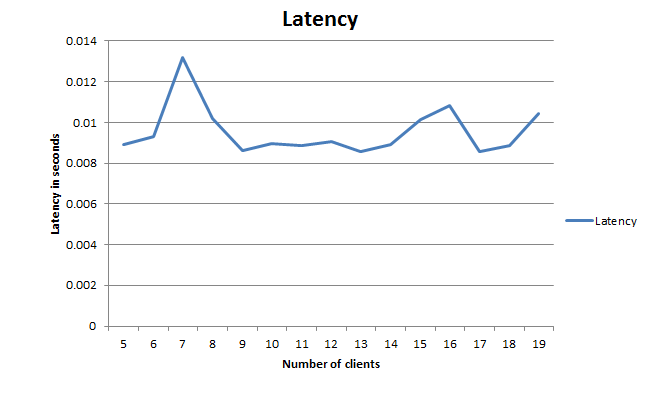 Latency
0.014
0.012
0.01
0.008
0.006
0.004
0.002
0
Latency in seconds
5 6 7 8 9 10 11 12 13 14 15 16 17 18 19
Number of clients
Latency